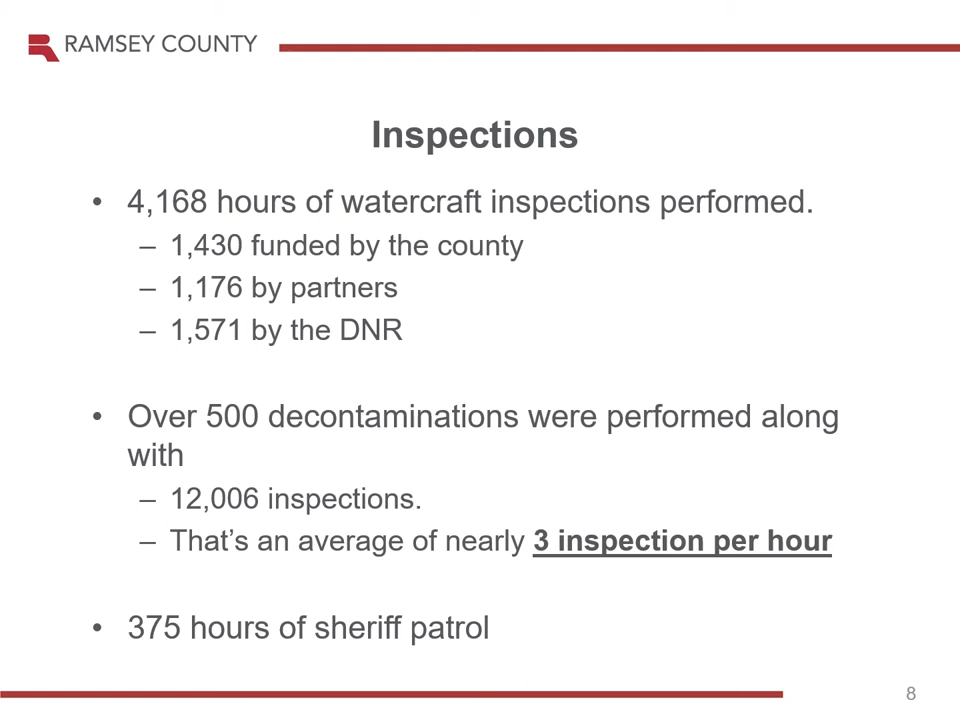 RAMSEY COUNTY
Inspections
• 4,168 hours of watercraft inspections performed.
– 1,430 funded by the county
– 1,176 by partners
– 1,571 by the DNR
• Over 500 decontaminations were performed along
with
– 12,006 inspections.
– That’s an average of nearly 3 inspection per hour
• 375 hours of sheriff patrol
8